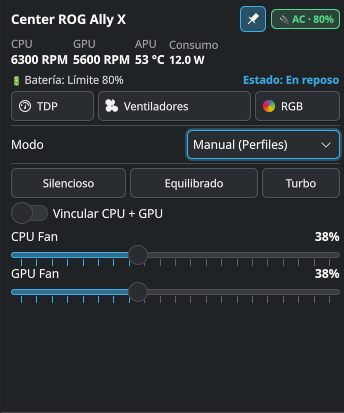 Center ROG Ally X
AC · 80%
CPU GPU APU Consumo
6300 RPM 5600 RPM 53 °C 12.0 W
Batería: Límite 80%
Estado: En reposo
TDP
Ventiladores
RGB
Modo
Manual (Perfiles)
Silencioso
Equilibrado
Turbo
Vincular CPU + GPU
CPU Fan
38%
GPU Fan
38%